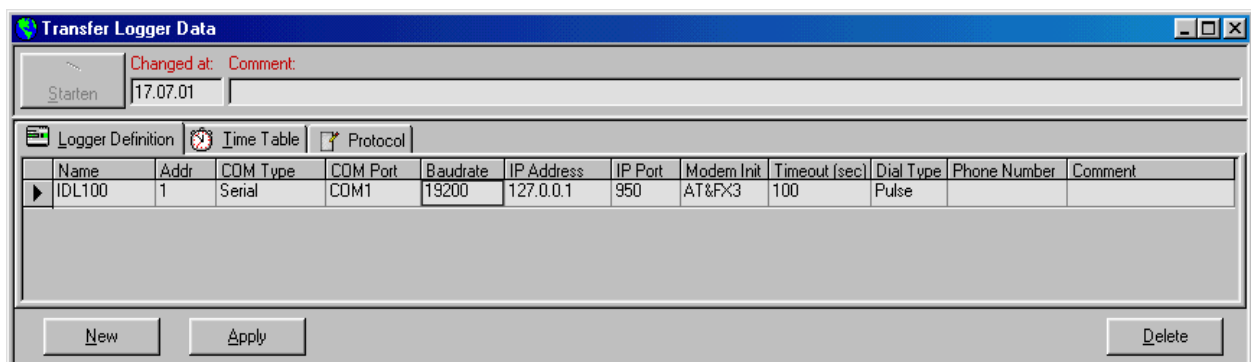 Transfer Logger Data
Changed at: Comment:
Starten 17.07.01
Logger Definition Time Table Protocol
Name Addr COM Type COM Port Baudrate IP Address IP Port Modem Init Timeout (sec) Dial Type Phone Number Comment
IDL100 1 Serial COM1 19200 127.0.0.1 950 AT&FX3 100 Pulse
New Apply Delete